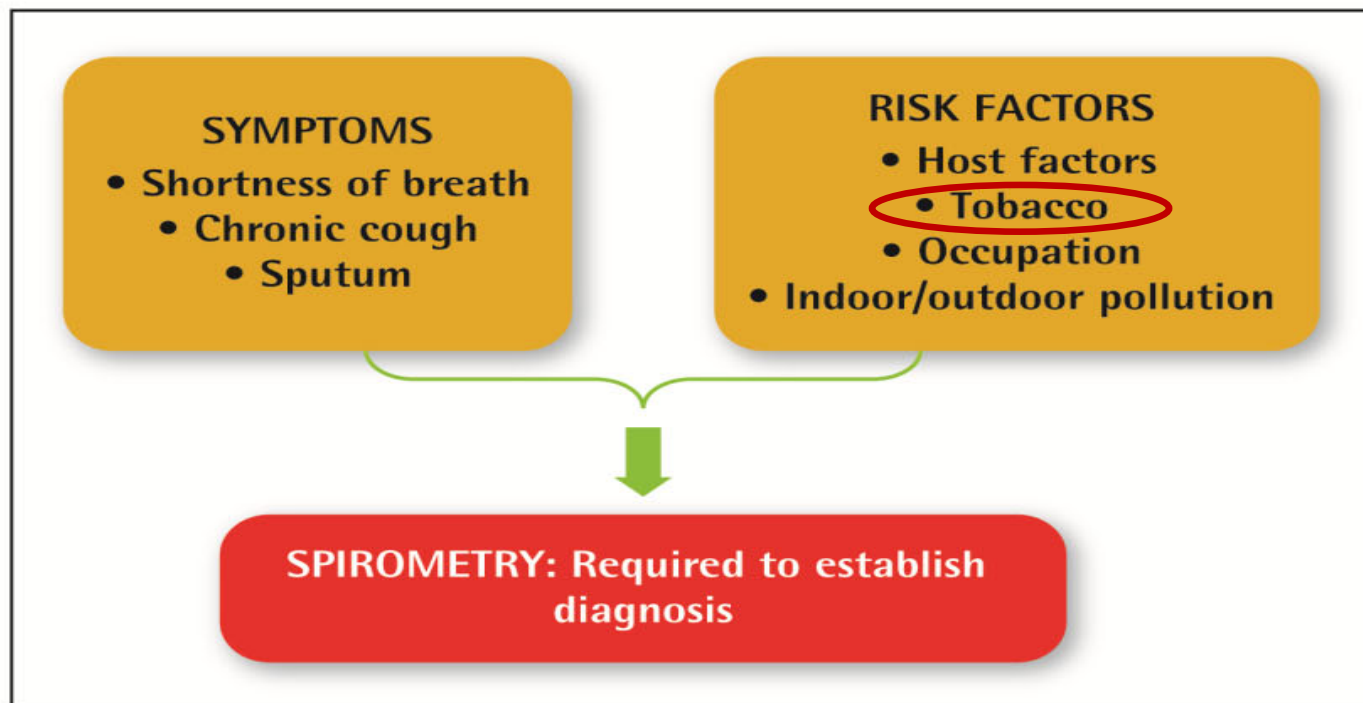 SYMPTOMS
• Shortness of breath
• Chronic cough
• Sputum
RISK FACTORS
• Host factors
• Tobacco
• Occupation
• Indoor/outdoor pollution
SPIROMETRY: Required to establish
diagnosis